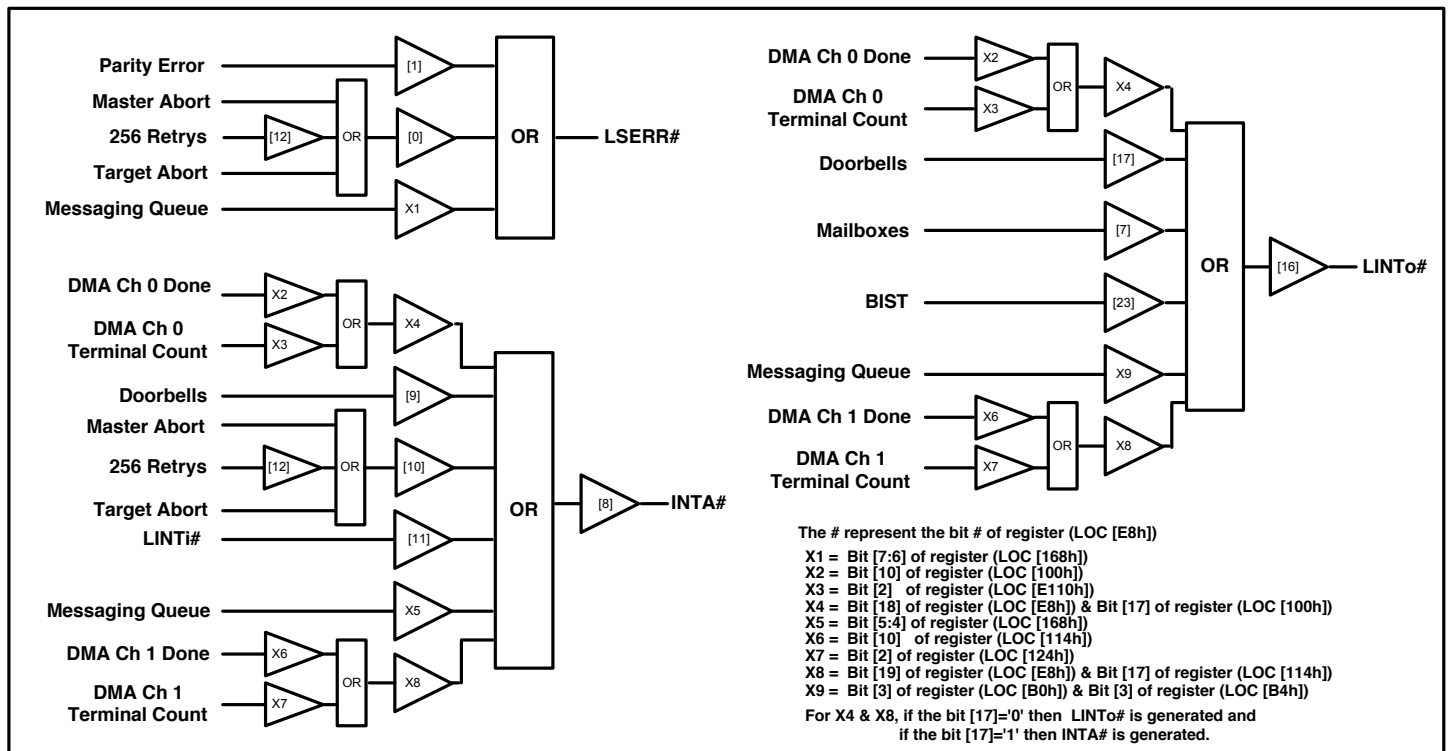 Parity Error
[1]
Master Abort
256 Retrys
[12]
OR
[0]
OR
LSERR#
Target Abort
Messaging Queue
X1
DMA Ch 0 Done
X2
DMA Ch 0
Terminal Count
X3
OR
X4
Doorbells
[9]
Master Abort
256 Retrys
[12]
OR
[10]
Target Abort
LINTi#
[11]
OR
[8]
INTA#
Messaging Queue
X5
DMA Ch 1 Done
X6
DMA Ch 1
Terminal Count
X7
OR
X8
DMA Ch 0 Done
X2
DMA Ch 0
Terminal Count
X3
OR
X4
Doorbells
[17]
Mailboxes
[7]
OR
[16]
LINTo#
BIST
[23]
Messaging Queue
X9
DMA Ch 1 Done
X6
DMA Ch 1
Terminal Count
X7
OR
X8
The # represent the bit # of register (LOC [E8h])
X1 = Bit [7:6] of register (LOC [168h])
X2 = Bit [10] of register (LOC [100h])
X3 = Bit [2] of register (LOC [E110h])
X4 = Bit [18] of register (LOC [E8h]) & Bit [17] of register (LOC [100h])
X5 = Bit [5:4] of register (LOC [168h])
X6 = Bit [10] of register (LOC [114h])
X7 = Bit [2] of register (LOC [124h])
X8 = Bit [19] of register (LOC [E8h]) & Bit [17] of register (LOC [114h])
X9 = Bit [3] of register (LOC [B0h]) & Bit [3] of register (LOC [B4h])
For X4 & X8, if the bit [17]='0' then LINTo# is generated and
if the bit [17]='1' then INTA# is generated.